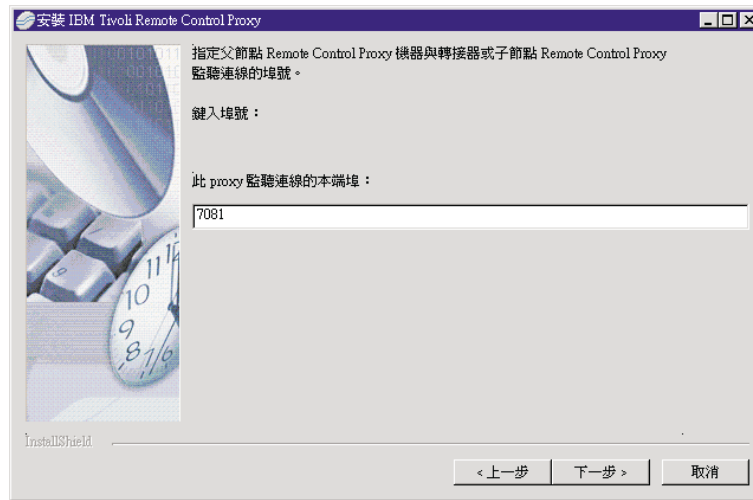 安裝 IBM Tivoli Remote Control Proxy
指定父節點 Remote Control Proxy 機器與轉接器或子節點 Remote Control Proxy
監聽連線的埠號。
鍵入埠號：
此 proxy 監聽連線的本端埠：
7081
InstallShield
< 上一步
下一步 >
取消